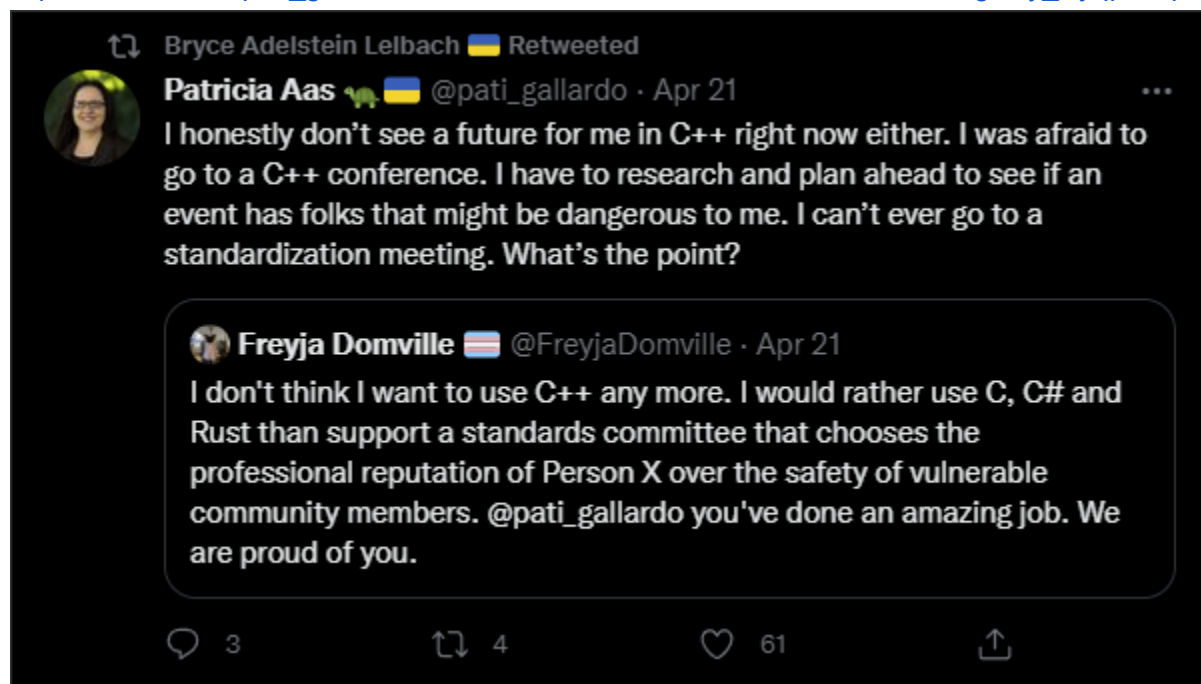 Bryce Adelstein Lelbach 🇺🇦 Retweeted
Patricia Aas 🐢🇺🇦 @pati_gallardo · Apr 21
I honestly don’t see a future for me in C++ right now either. I was afraid to
go to a C++ conference. I have to research and plan ahead to see if an
event has folks that might be dangerous to me. I can’t ever go to a
standardization meeting. What’s the point?
Freyja Domville 🏳️‍⚧️ @FreyjaDomville · Apr 21
I don't think I want to use C++ any more. I would rather use C, C# and
Rust than support a standards committee that chooses the
professional reputation of Person X over the safety of vulnerable
community members. @pati_gallardo you've done an amazing job. We
are proud of you.
3 4 61